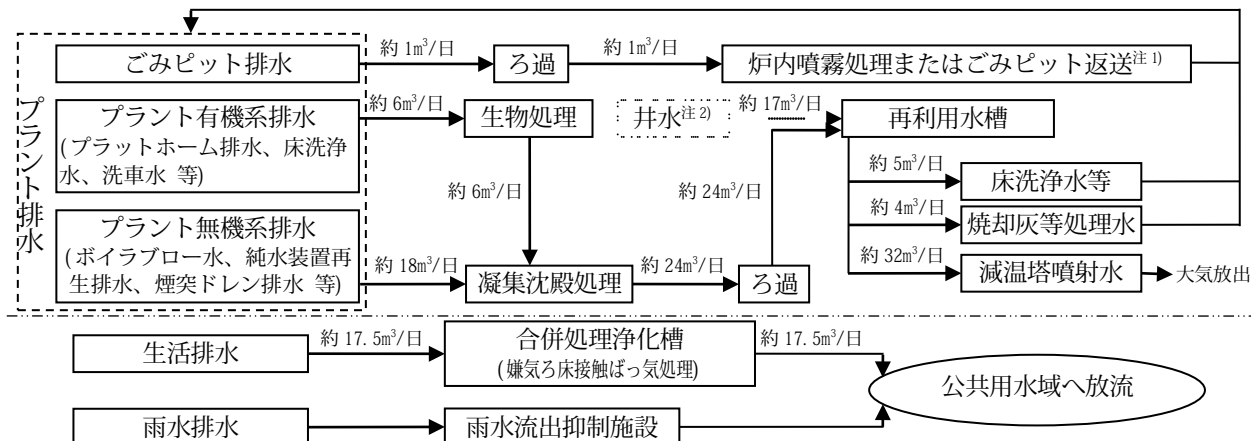 プラント排水
ごみピット排水
約 1m³/日
ろ過
約 1m³/日
炉内噴霧処理またはごみピット返送注 1)
プラント有機系排水
(プラットホーム排水、床洗浄
水、洗車水 等)
約 6m³/日
生物処理
井水注 2)
約 17m³/日
再利用水槽
約 6m³/日
約 24m³/日
約 5m³/日
床洗浄水等
約 4m³/日
焼却灰等処理水
プラント無機系排水
(ボイラブロー水、純水装置再
生排水、煙突ドレン排水 等)
約 18m³/日
凝集沈殿処理
約 24m³/日
ろ過
約 32m³/日
減温塔噴射水
大気放出
生活排水
約 17.5m³/日
合併処理浄化槽
(嫌気ろ床接触ばっ気処理)
約 17.5m³/日
公共用水域へ放流
雨水排水
雨水流出抑制施設